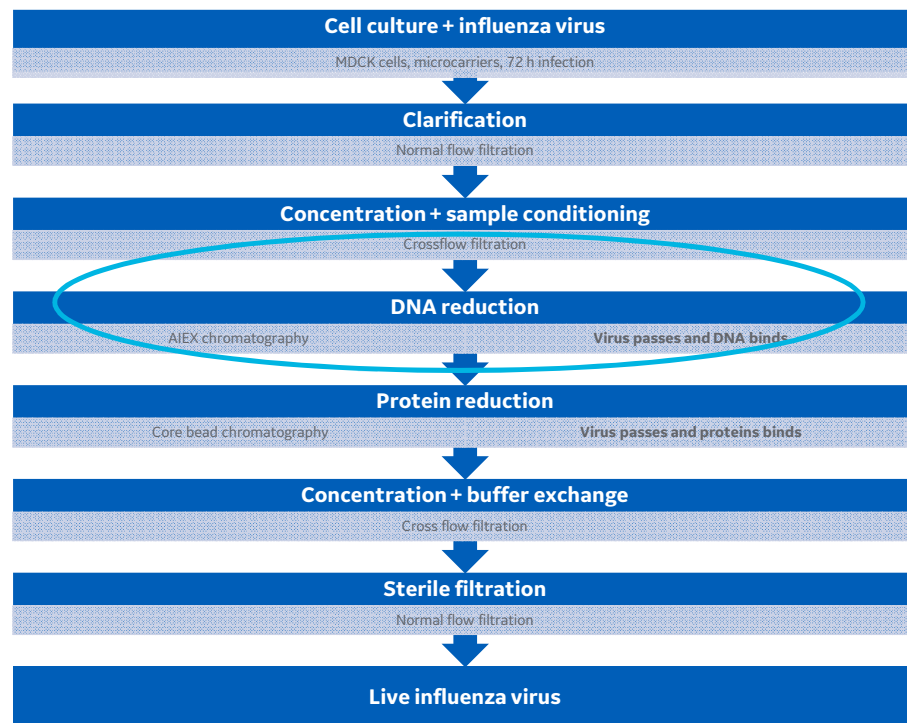 Cell culture + influenza virus
MDCK cells, microcarriers, 72 h infection
Clarification
Normal flow filtration
Concentration + sample conditioning
Crossflow filtration
DNA reduction
AIEX chromatography Virus passes and DNA binds
Protein reduction
Core bead chromatography Virus passes and proteins binds
Concentration + buffer exchange
Cross flow filtration
Sterile filtration
Normal flow filtration
Live influenza virus